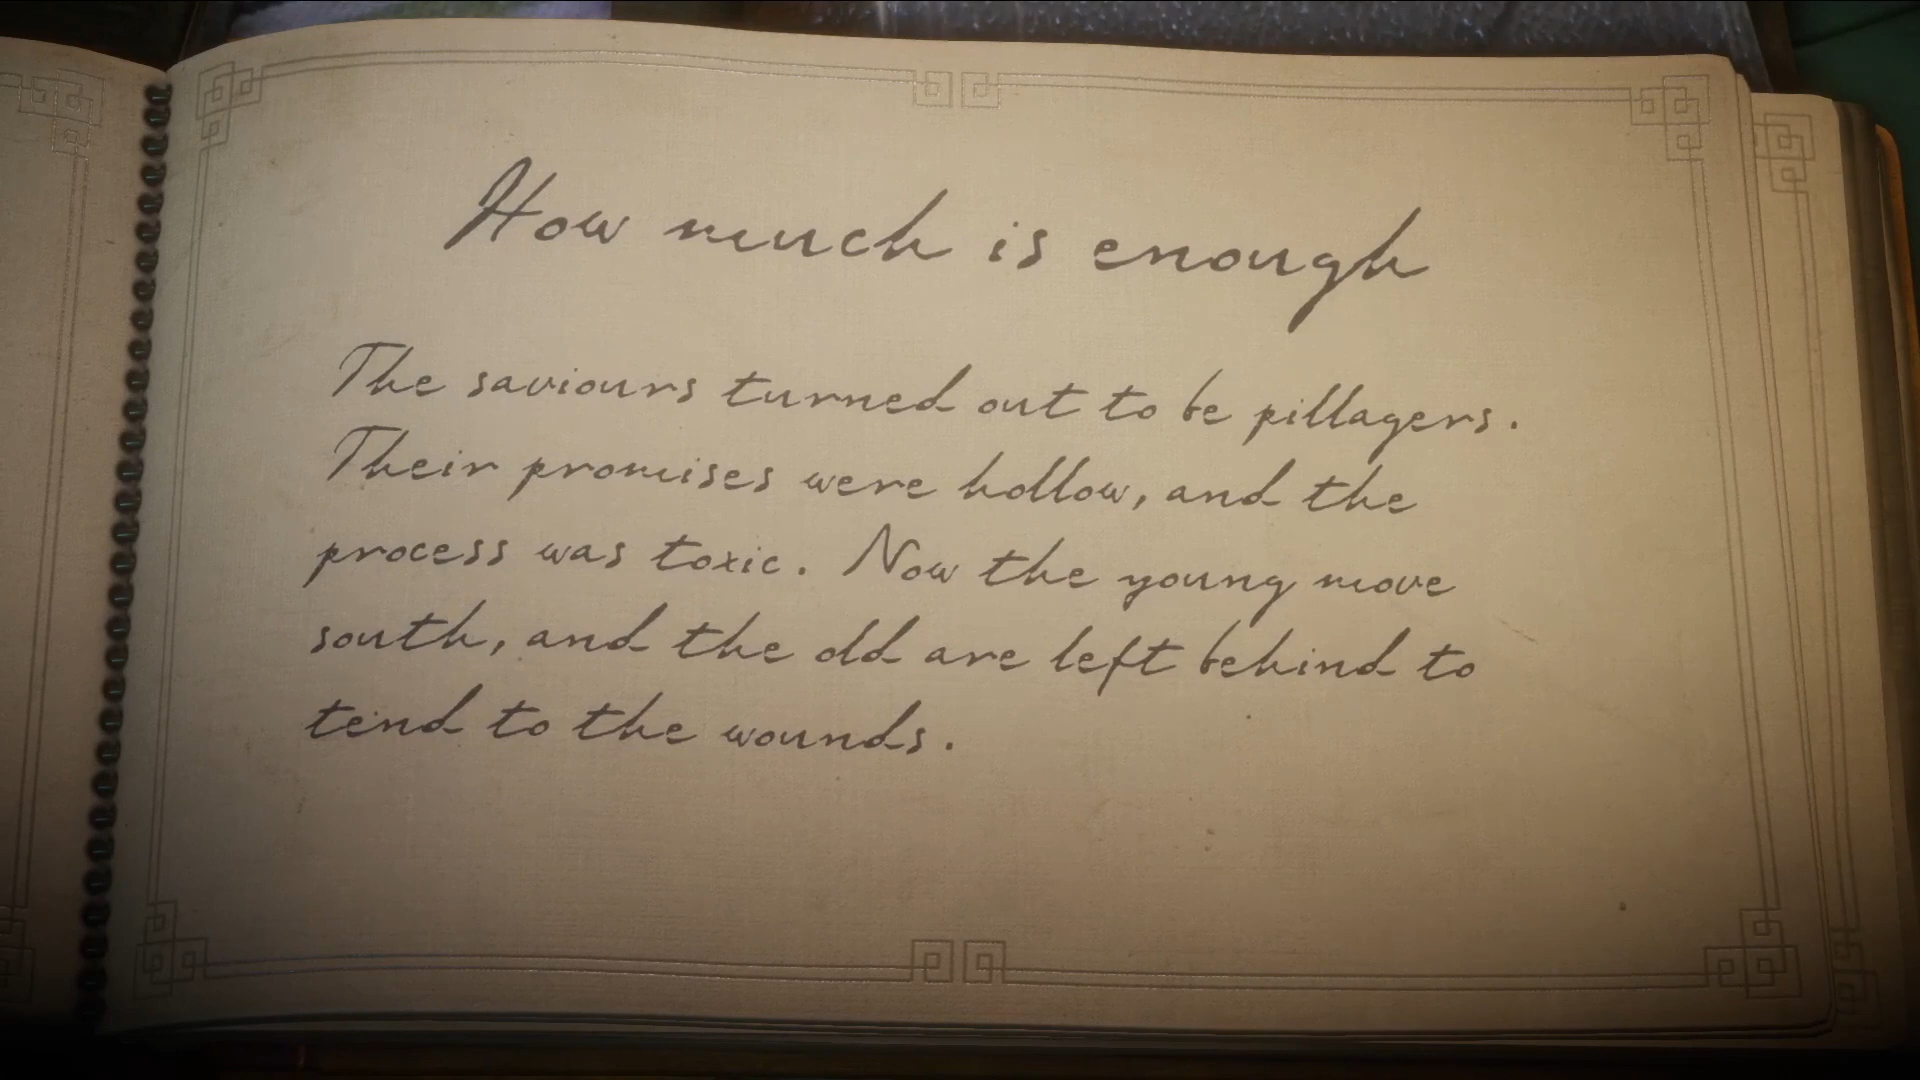 How much is enough
The saviours turned out to be pillagers.
Their promises were hollow, and the
process was toxic. Now the young move
south, and the old are left behind to
tend to the wounds.